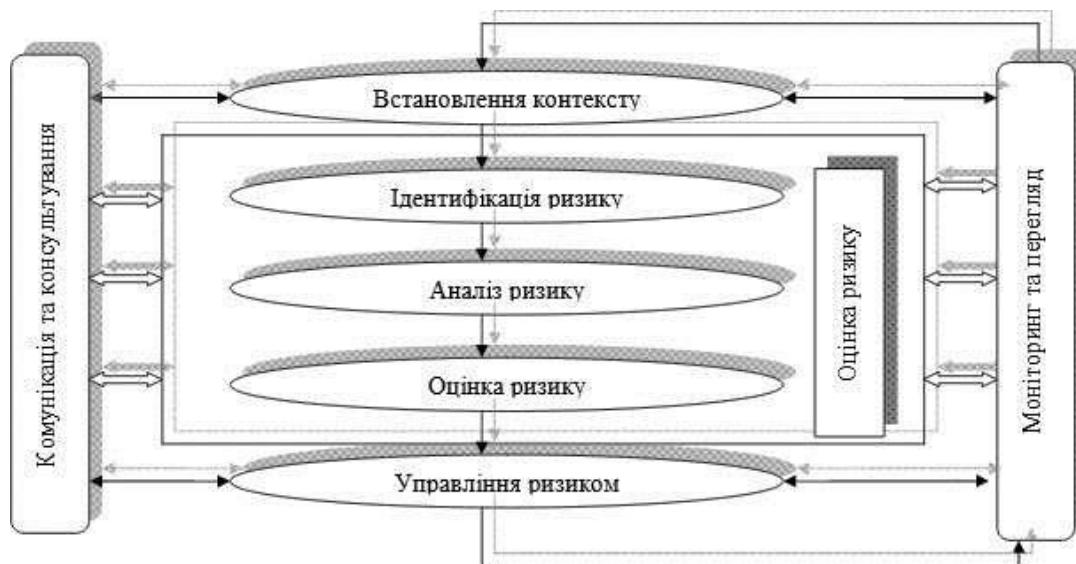 Комунікація та консультування
Встановлення контексту
Ідентифікація ризику
Аналіз ризику
Оцінка ризику
Управління ризиком
Оцінка ризику
Моніторинг та перегляд